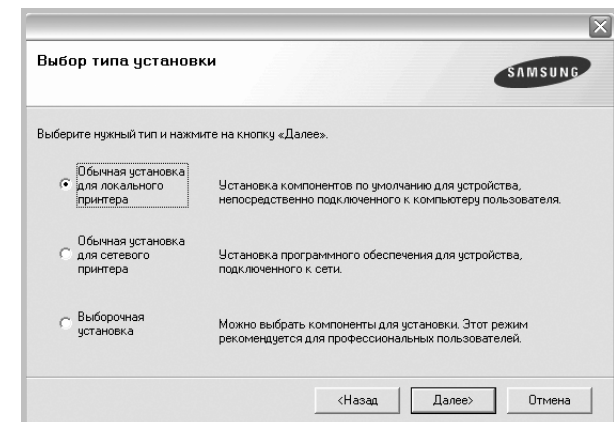 Выбор типа установки
SAMSUNG
Выберите нужный тип и нажмите на кнопку «Далее».
Обычная установка
для локального
принтера
Установка компонентов по умолчанию для устройства,
непосредственно подключенного к компьютеру пользователя.
Обычная установка
для сетевого
принтера
Установка программного обеспечения для устройства,
подключенного к сети.
Выборочная
установка
Можно выбрать компоненты для установки. Этот режим
рекомендуется для профессиональных пользователей.
<Назад
Далее>
Отмена